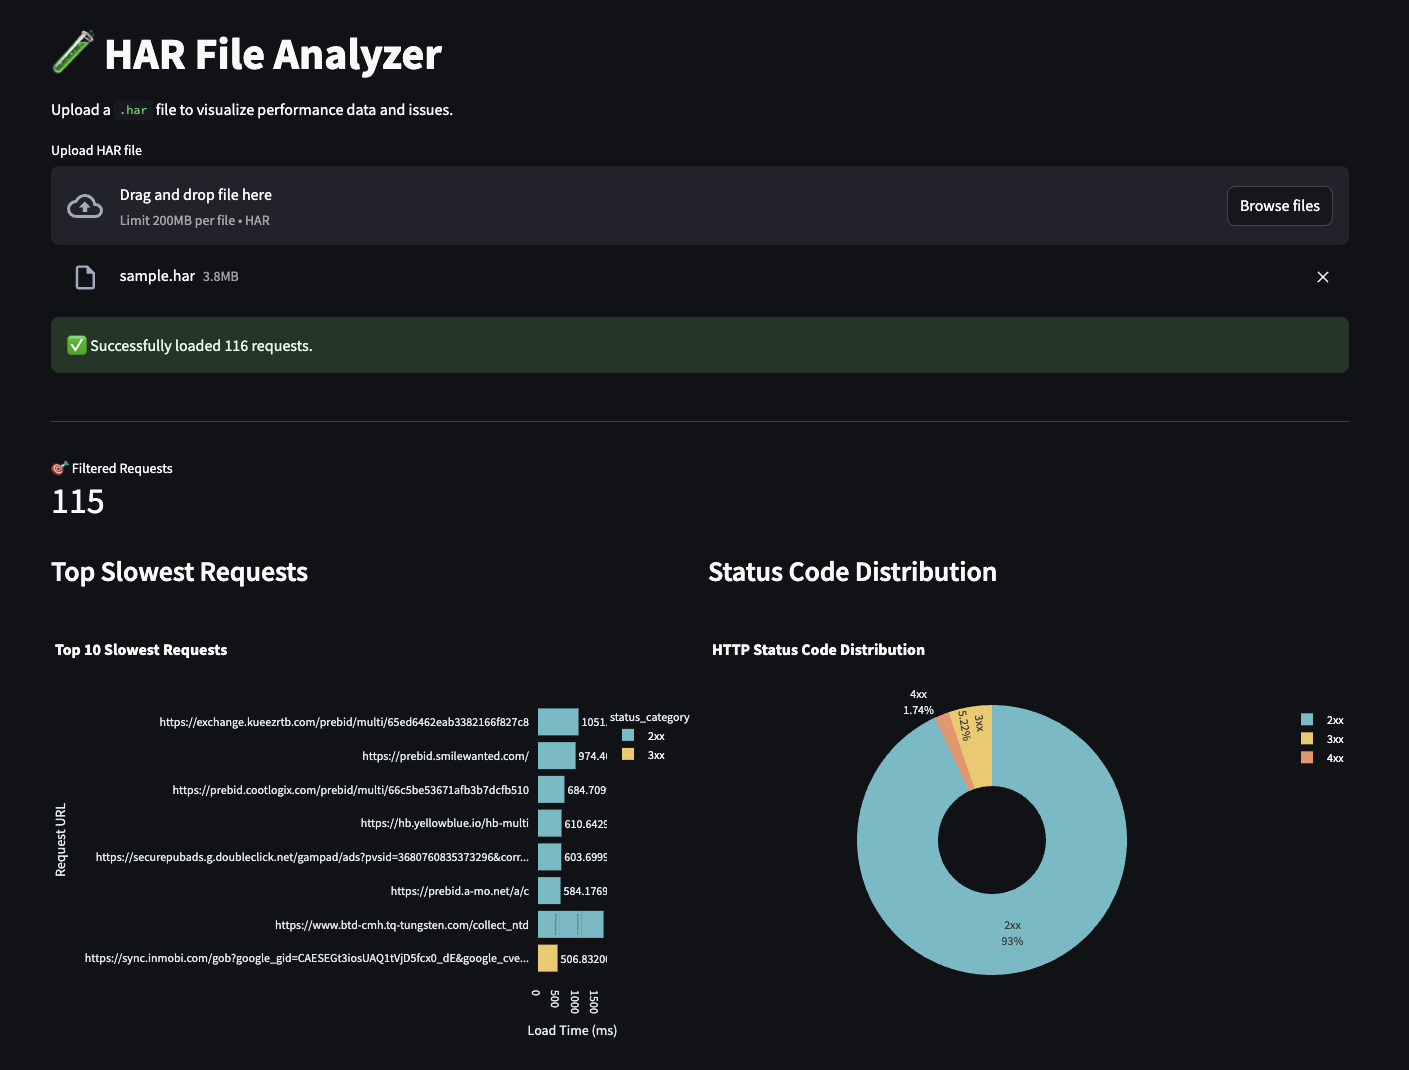 HAR File Analyzer
Upload a .har file to visualize performance data and issues.
Upload HAR file
Drag and drop file here
Limit 200MB per file • HAR
Browse files
sample.har 3.8MB
Successfully loaded 116 requests.
Filtered Requests
115
Top Slowest Requests
Top 10 Slowest Requests
Request URL
https://exchange.kueezrtb.com/prebid/multi/65ed6462eab3382166f827c8 1051.
https://prebid.smilewanted.com/ 974.4
https://prebid.cootlogix.com/prebid/multi/66c5be53671afb3b7dcfb510 684.709
https://hb.yellowblue.io/hb-multi 610.6429
https://securepubads.g.doubleclick.net/gampad/ads?pvsid=3680760835373296&corr... 603.6999
https://prebid.a-mo.net/a/c 584.1769
https://www.btd-cmh.tq-tungsten.com/collect_ntd
https://sync.inmobi.com/gob?google_gid=CAESEGt3iosUAQ1tVjD5fcx0_dE&google_cve... 506.8320
0 500 1000 1500
Load Time (ms)
status_category
2xx
3xx
Status Code Distribution
HTTP Status Code Distribution
4xx
1.74%
3xx
5.22%
2xx
93%
2xx
3xx
4xx